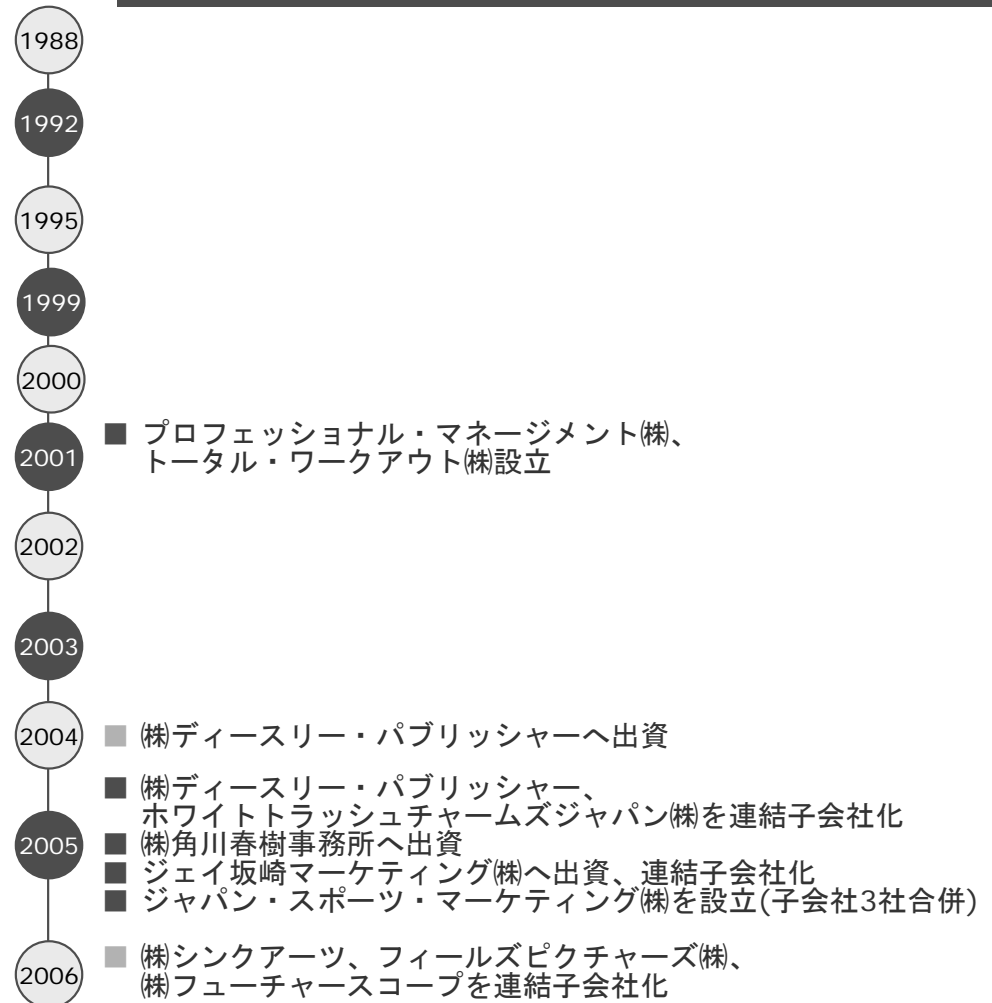 1988
1992
1995
1999
2000
2001
■ プロフェッショナル・マネージメント㈱、
トータル・ワークアウト㈱設立
2002
2003
2004
■ ㈱ディースリー・パブリッシャーへ出資
2005
■ ㈱ディースリー・パブリッシャー、
ホワイトトラッシュチャームズジャパン㈱を連結子会社化
■ ㈱角川春樹事務所へ出資
■ ジェイ坂崎マーケティング㈱へ出資、連結子会社化
■ ジャパン・スポーツ・マーケティング㈱を設立(子会社3社合併)
2006
■ ㈱シンクアーツ、フィールズピクチャーズ㈱、
㈱フューチャースコープを連結子会社化